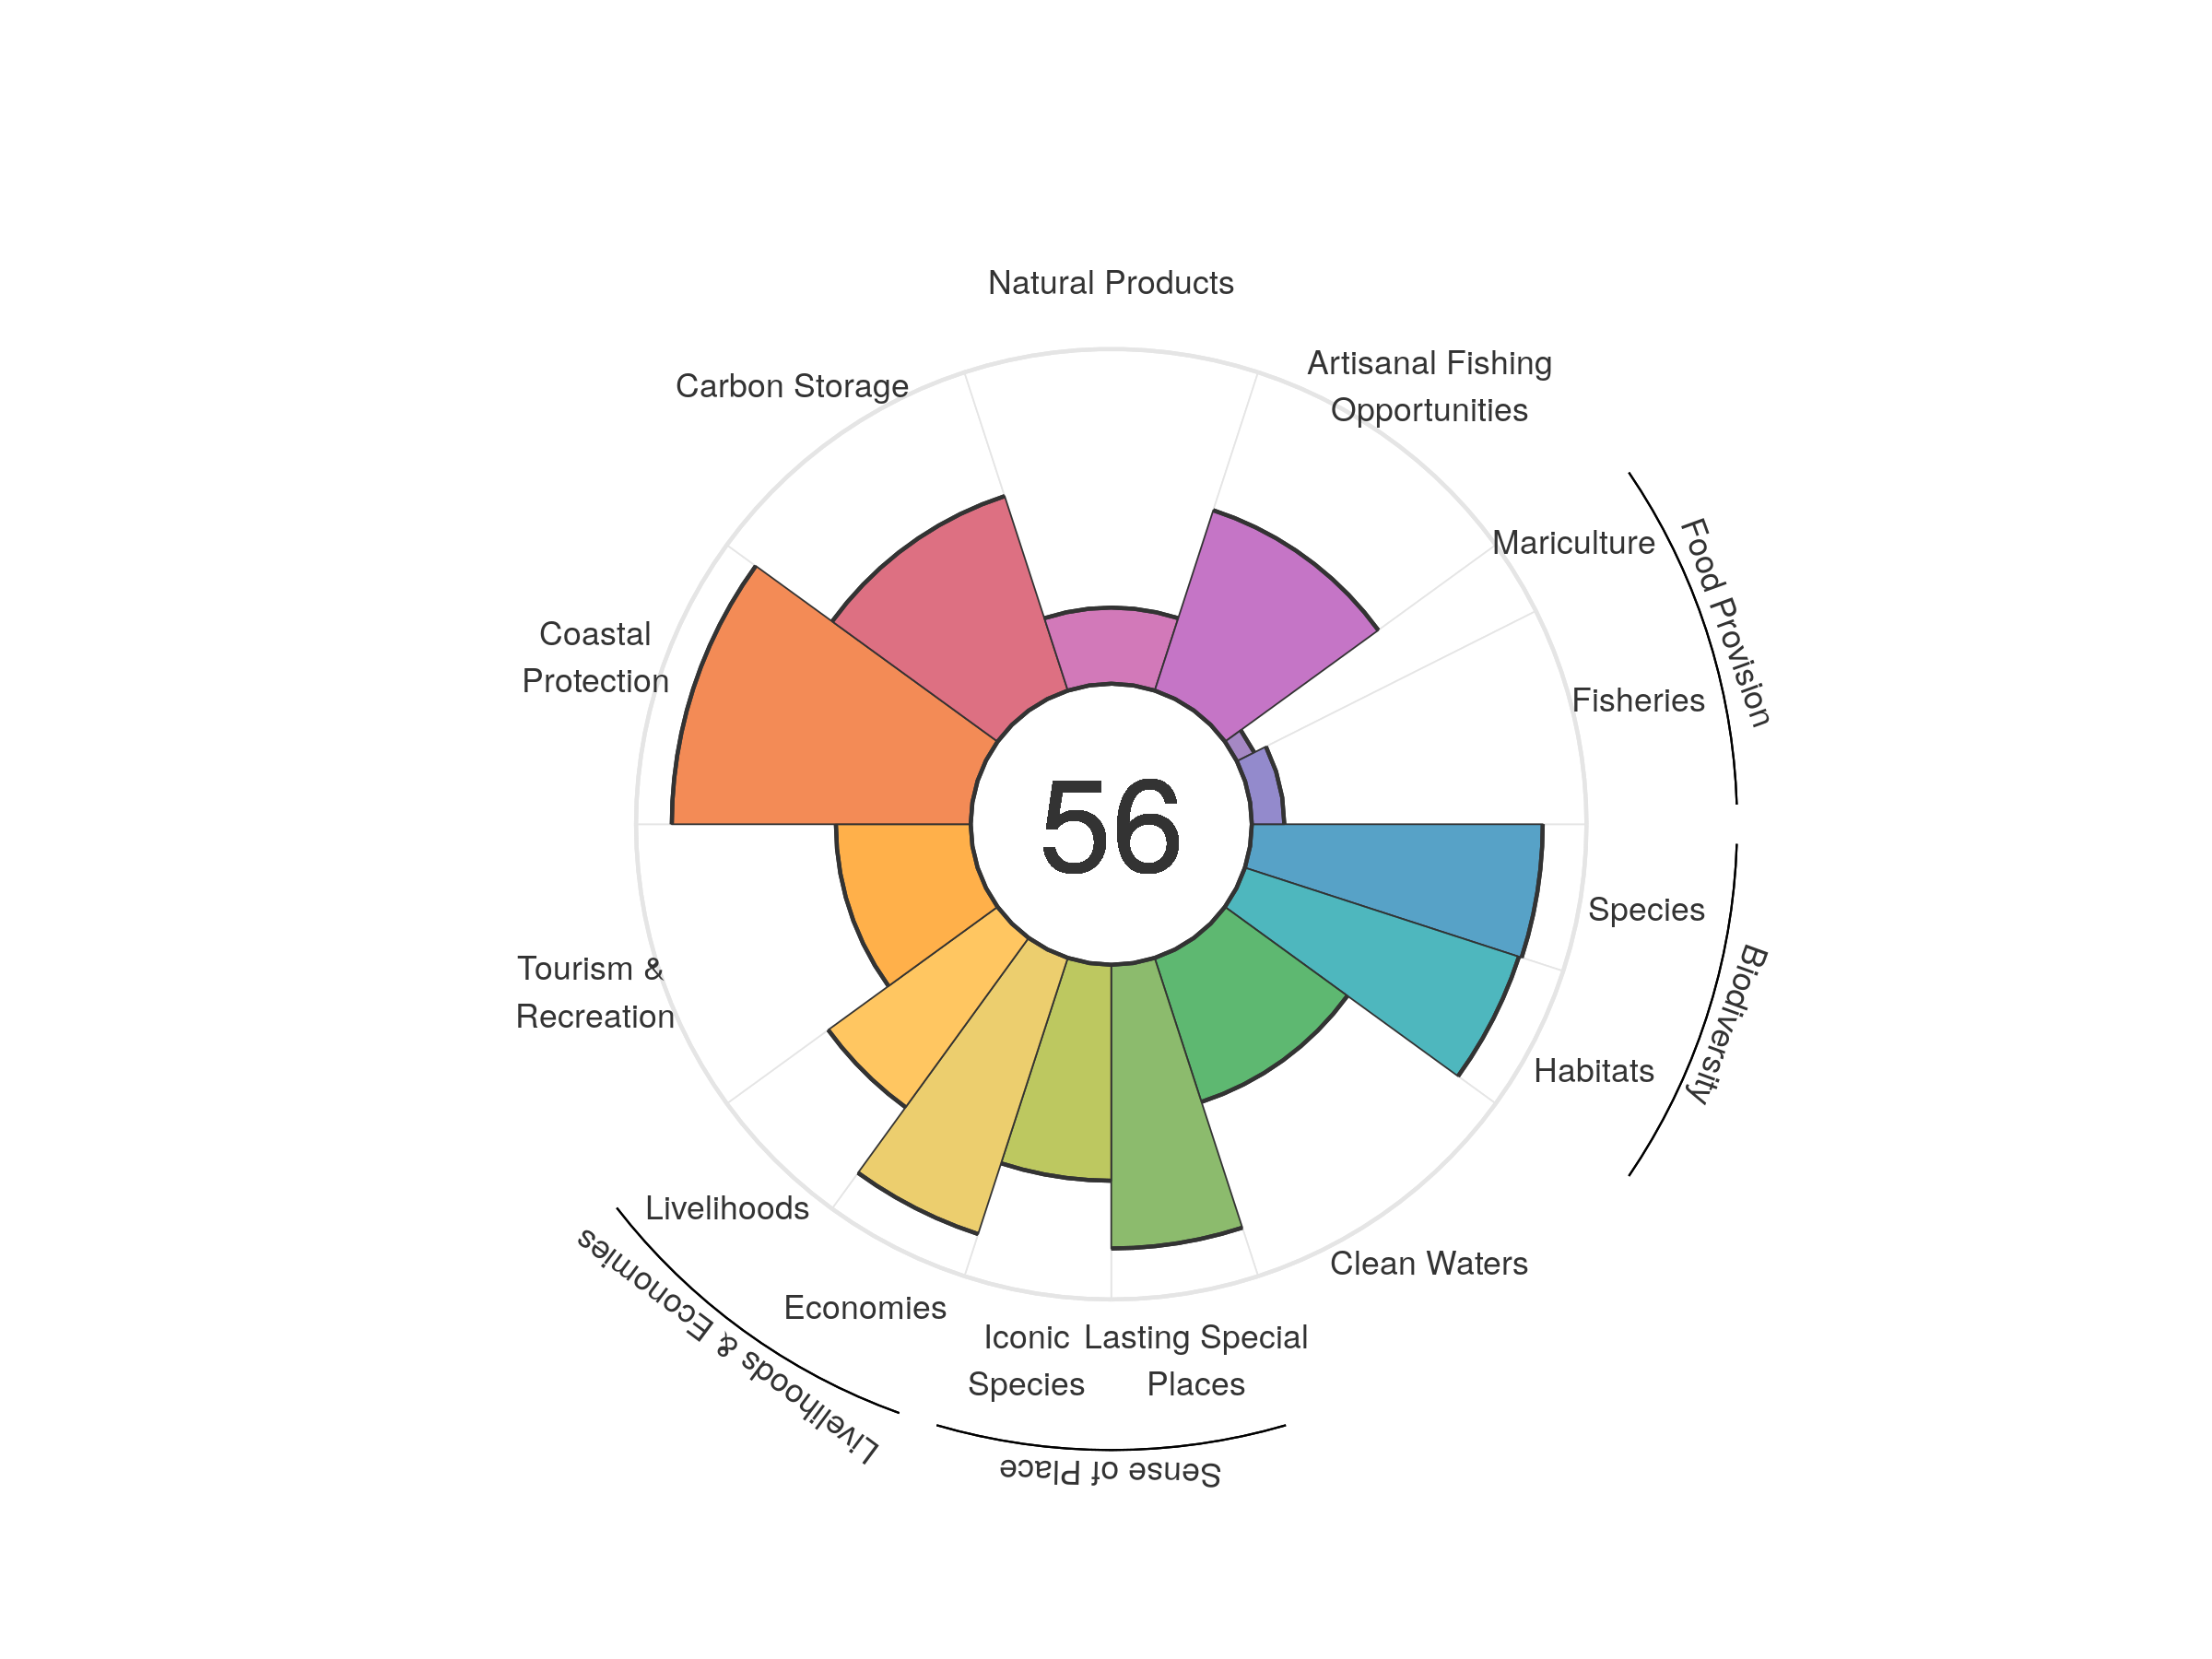 Natural Products
Artisanal Fishing
Opportunities
Carbon Storage
Mariculture
Food Provision
Coastal
Protection
Fisheries
56
Species
Biodiversity
Tourism &
Recreation
Habitats
Livelihoods
Clean Waters
Livelihoods & Economies
Economies
Iconic
Species
Lasting Special
Places
Sense of Place